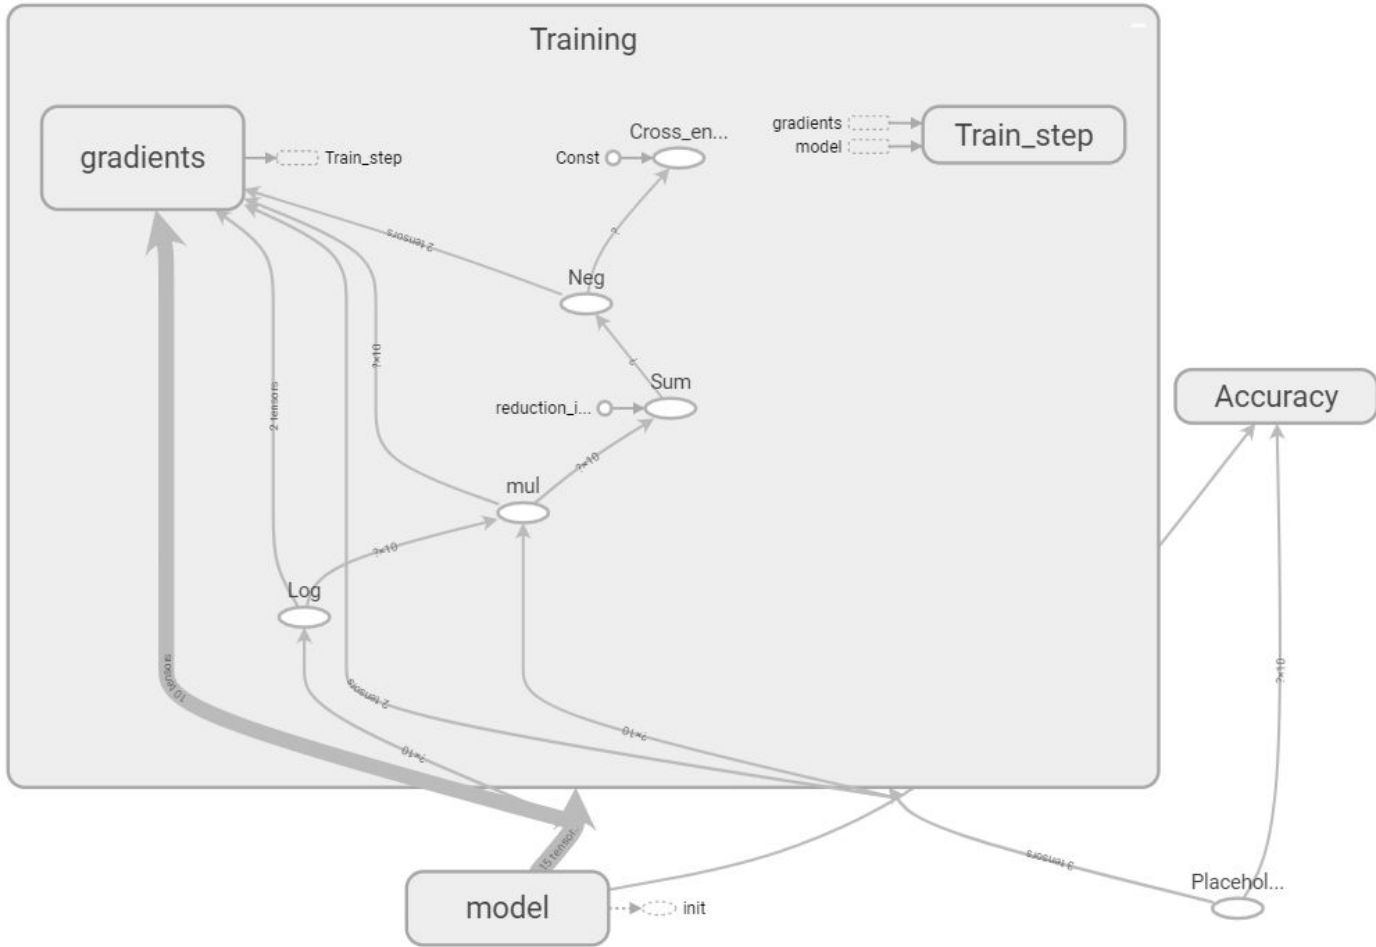 Training
gradients
Train_step
Const
Cross_en...
gradients
model
Train_step
2 tensors
?
Neg
?×10
?
Sum
2 tensors
reduction_i...
?×10
mul
Accuracy
?×10
Log
10 tensors
2 tensors
?×10
?×10
?×10
15 tensor..
3 tensors
Placehol...
model
init